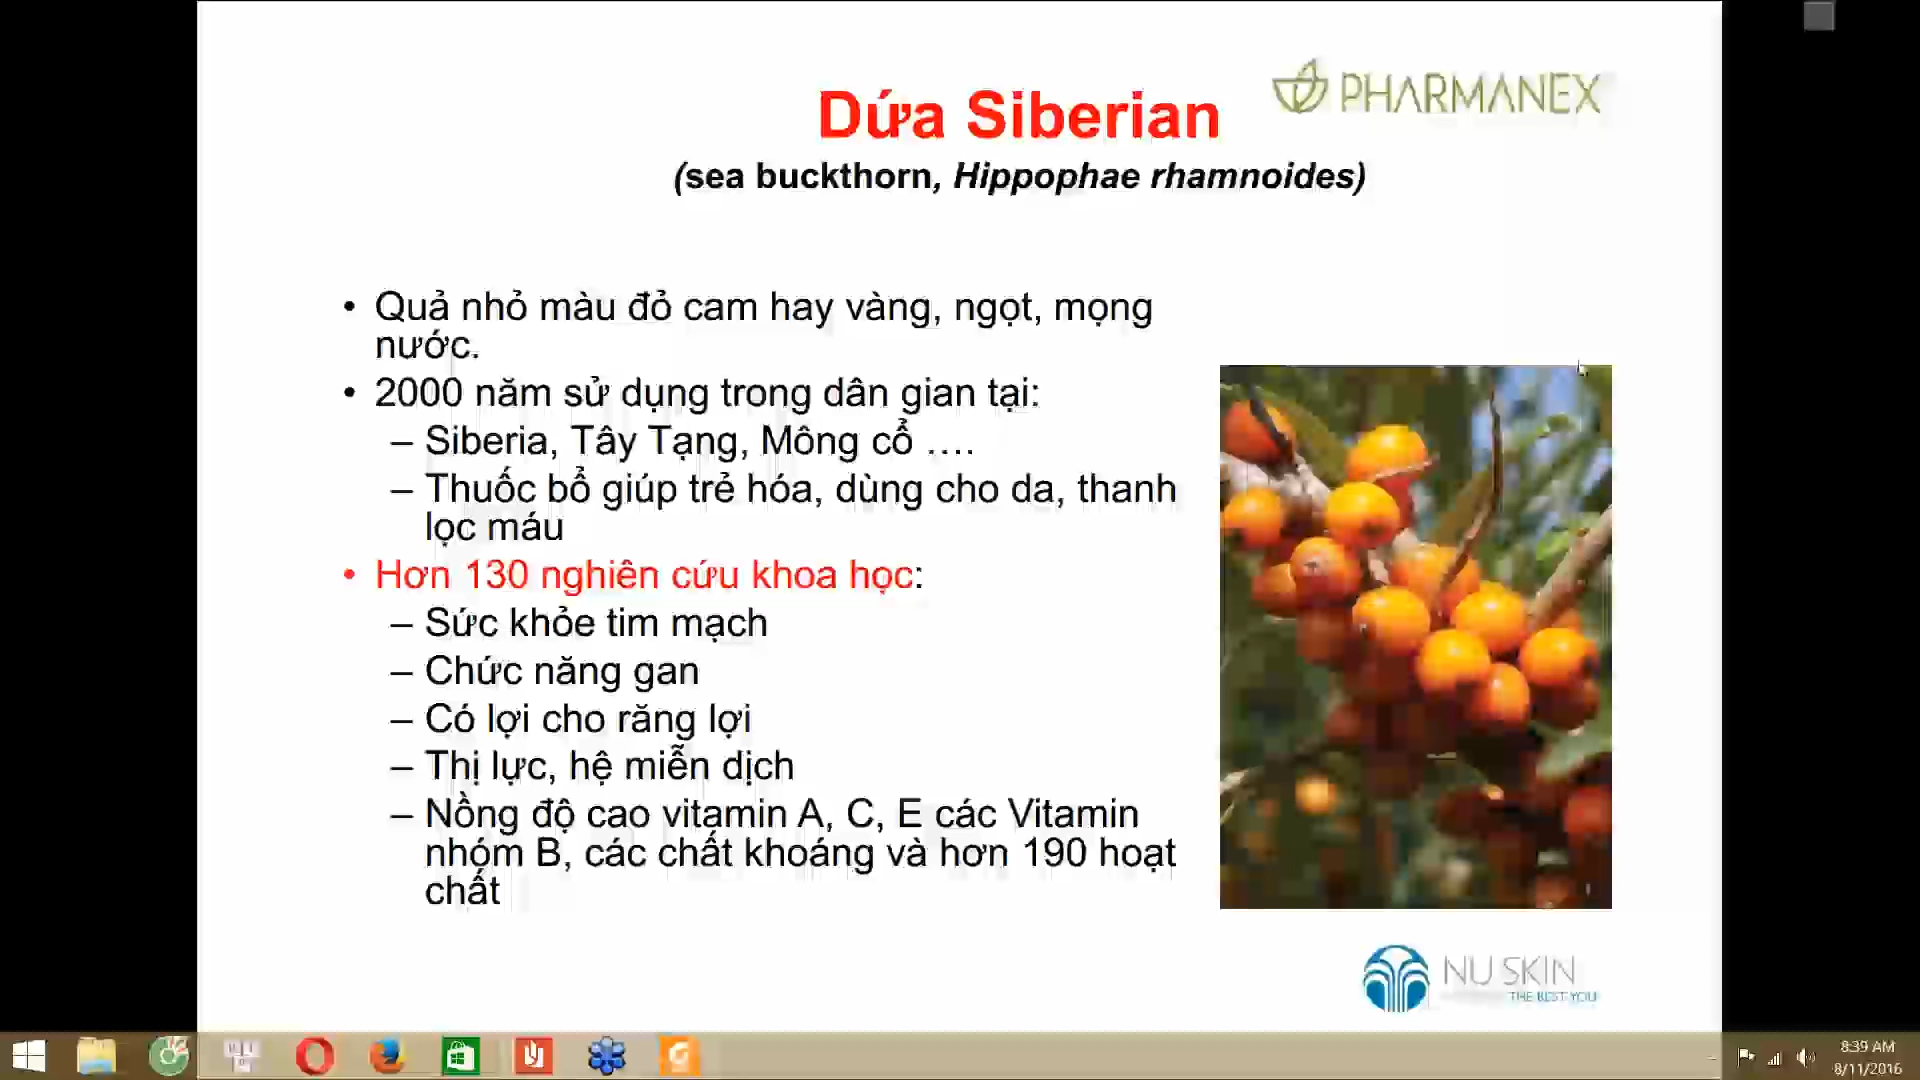 PHARMANEX
Dứa Siberian
(sea buckthorn, Hippophae rhamnoides)
• Quả nhỏ màu đỏ cam hay vàng, ngọt, mọng
nước.
• 2000 năm sử dụng trong dân gian tại:
– Siberia, Tây Tạng, Mông cổ ....
– Thuốc bổ giúp trẻ hóa, dùng cho da, thanh
lọc máu
• Hơn 130 nghiên cứu khoa học:
– Sức khỏe tim mạch
– Chức năng gan
– Có lợi cho răng lợi
– Thị lực, hệ miễn dịch
– Nồng độ cao vitamin A, C, E các Vitamin
nhóm B, các chất khoáng và hơn 190 hoạt
chất
NU SKIN
THE BEST YOU
8:39 AM
8/11/2016